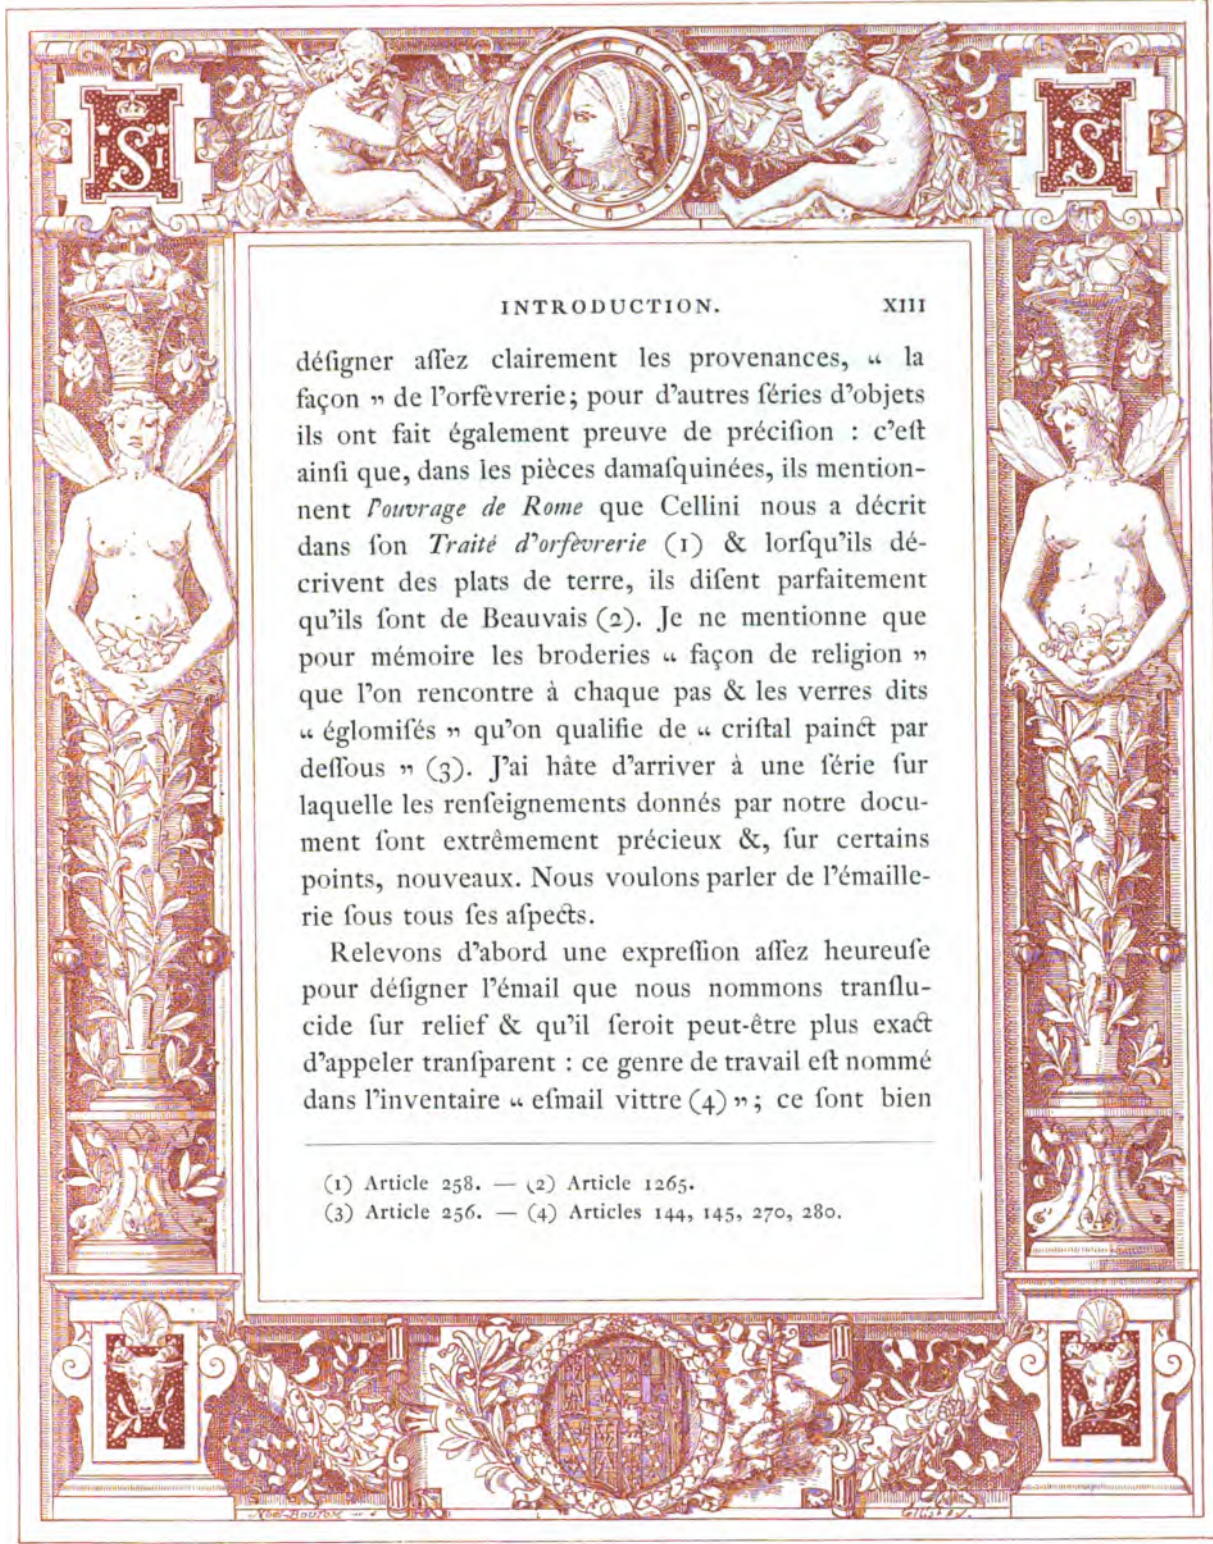 INTRODUCTION. XIII
déſigner aſſez clairement les provenances, “ la
façon ” de l'orfèvrerie; pour d'autres ſéries d'objets
ils ont fait également preuve de préciſion : c'eſt
ainſi que, dans les pièces damaſquinées, ils mention-
nent l'ouvrage de Rome que Cellini nous a décrit
dans ſon Traité d'orfèvrerie (1) & lorſqu'ils dé-
crivent des plats de terre, ils diſent parfaitement
qu'ils ſont de Beauvais (2). Je ne mentionne que
pour mémoire les broderies “ façon de religion ”
que l'on rencontre à chaque pas & les verres dits
“ églomiſés ” qu'on qualifie de “ criſtal painct par
deſſous ” (3). J'ai hâte d'arriver à une ſérie ſur
laquelle les renſeignements donnés par notre docu-
ment ſont extrêmement précieux &, ſur certains
points, nouveaux. Nous voulons parler de l'émaille-
rie ſous tous ſes aſpects.
Relevons d'abord une expreſſion aſſez heureuſe
pour déſigner l'émail que nous nommons tranſlu-
cide ſur relief & qu'il ſeroit peut-être plus exact
d'appeler tranſparent : ce genre de travail eſt nommé
dans l'inventaire “ eſmail vittre (4) ”; ce ſont bien
(1) Article 258. — (2) Article 1265.
(3) Article 256. — (4) Articles 144, 145, 270, 280.